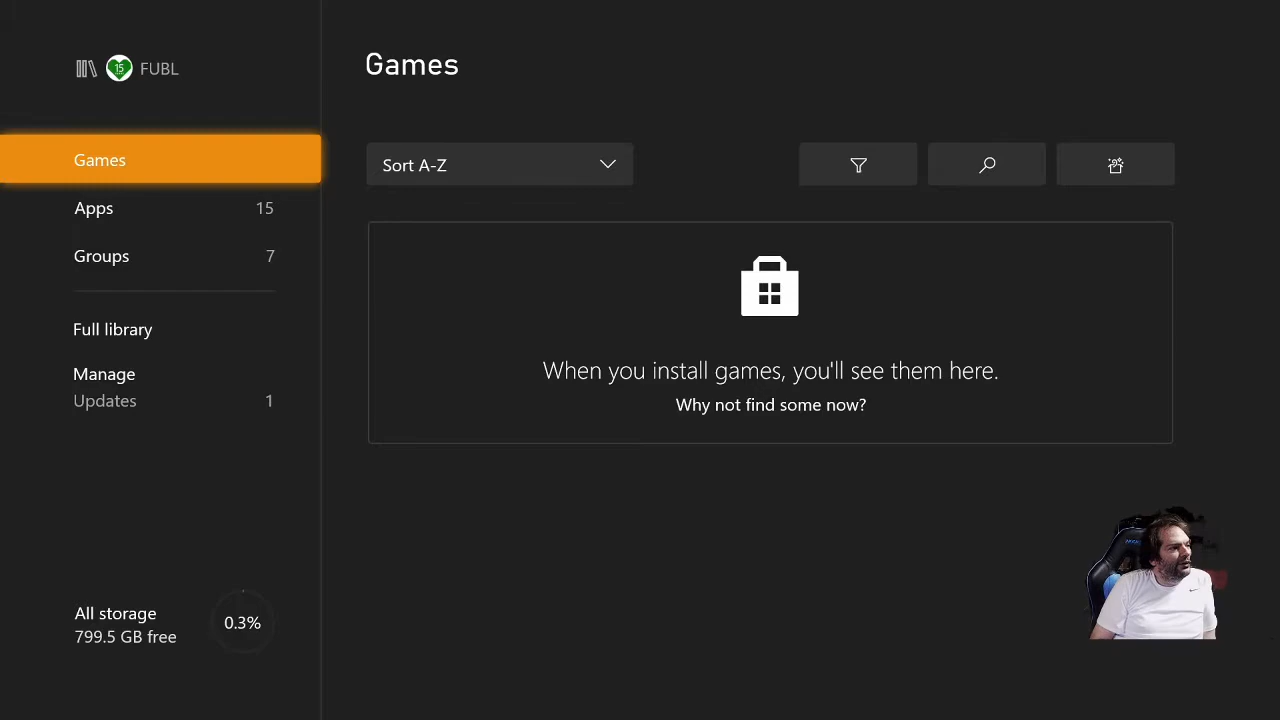 15
FUBL
Games
Apps 15
Groups 7
Full library
Manage
Updates 1
All storage
799.5 GB free
0.3%
Games
Sort A-Z
When you install games, you'll see them here.
Why not find some now?